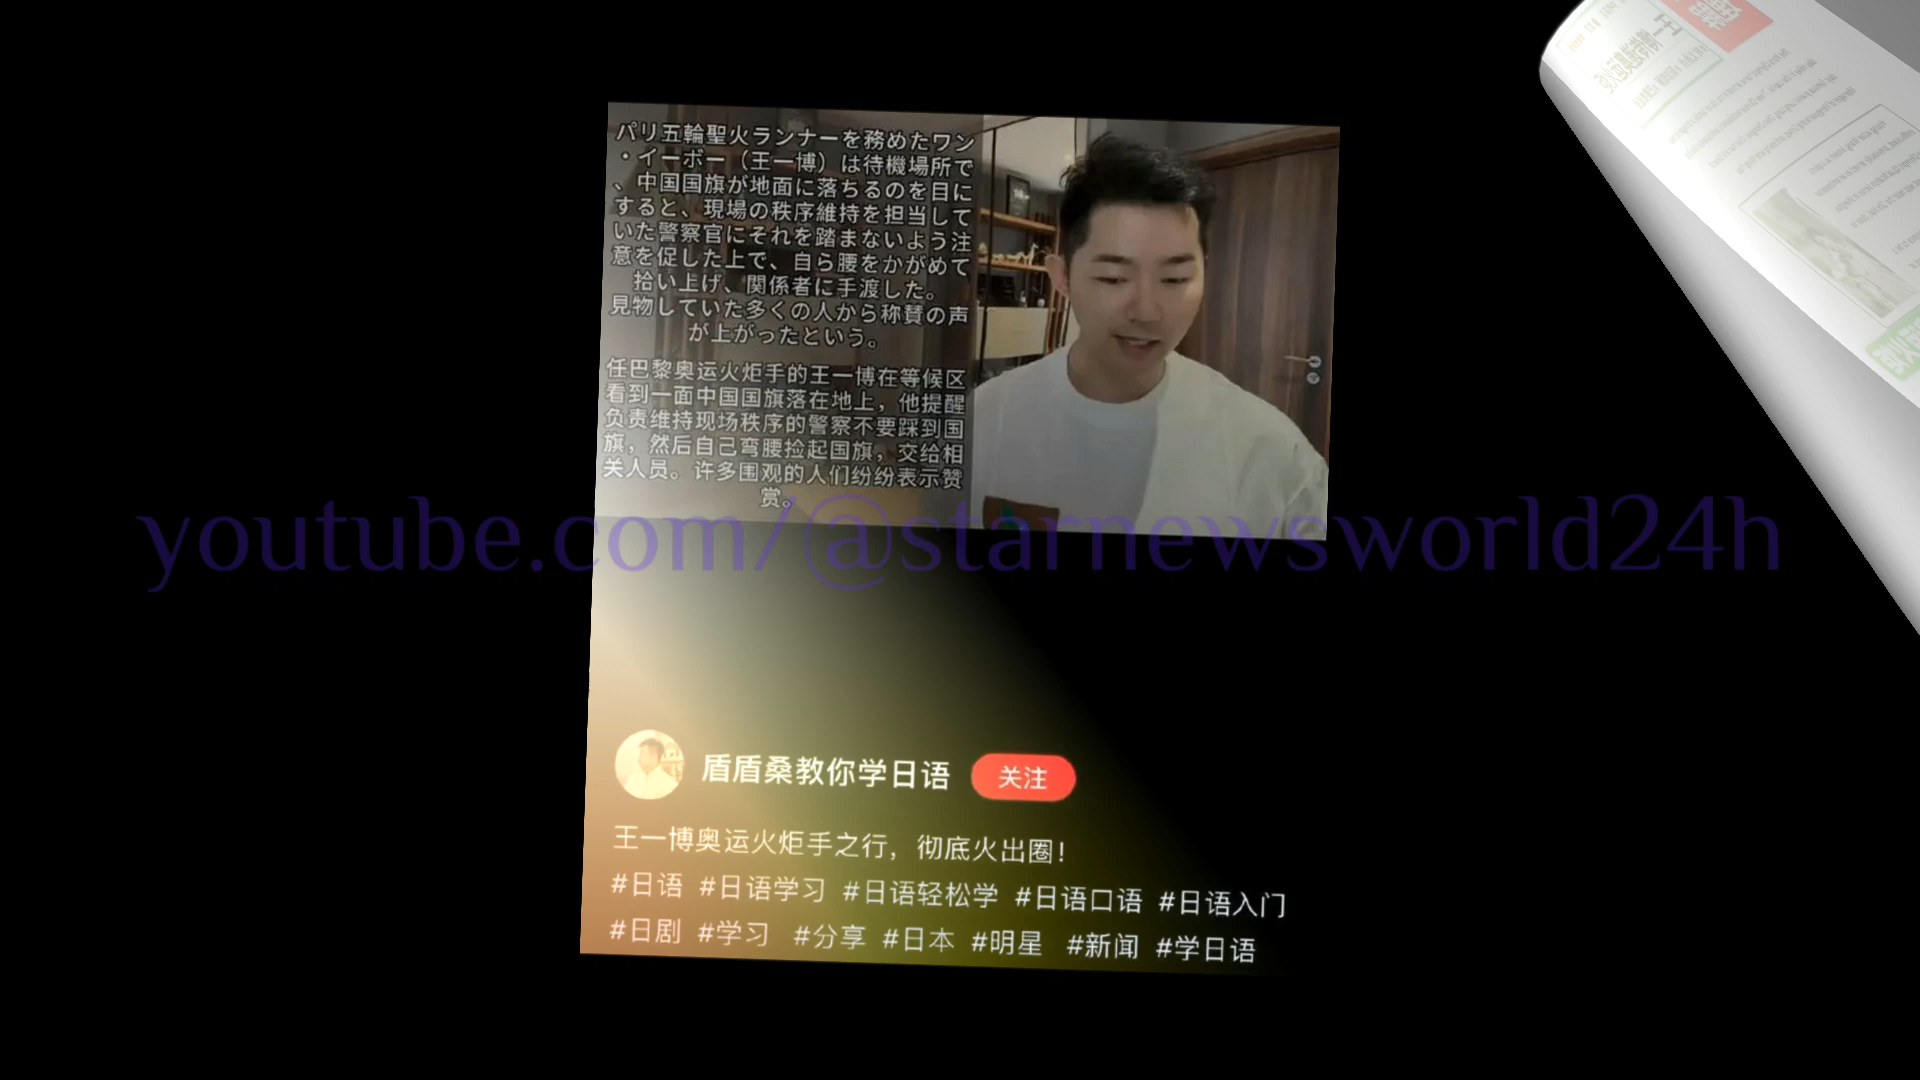 パリ五輪聖火ランナーを務めたワン
・イーボー（王一博）は待機場所で
、中国国旗が地面に落ちるのを目に
すると、現場の秩序維持を担当して
いた警察官にそれを踏まないよう注
意を促した上で、自ら腰をかがめて
拾い上げ、関係者に手渡した。
見物していた多くの人から称賛の声
が上がったという。
任巴黎奥运火炬手的王一博在等候区
看到一面中国国旗落在地上，他提醒
负责维持现场秩序的警察不要踩到国
旗，然后自己弯腰捡起国旗，交给相
关人员。许多围观的人们纷纷表示赞
赏。
youtube.com/@starnewsworld24h
盾盾桑教你学日语 关注
王一博奥运火炬手之行，彻底火出圈！
#日语 #日语学习 #日语轻松学 #日语口语 #日语入门
#日剧 #学习 #分享 #日本 #明星 #新闻 #学日语